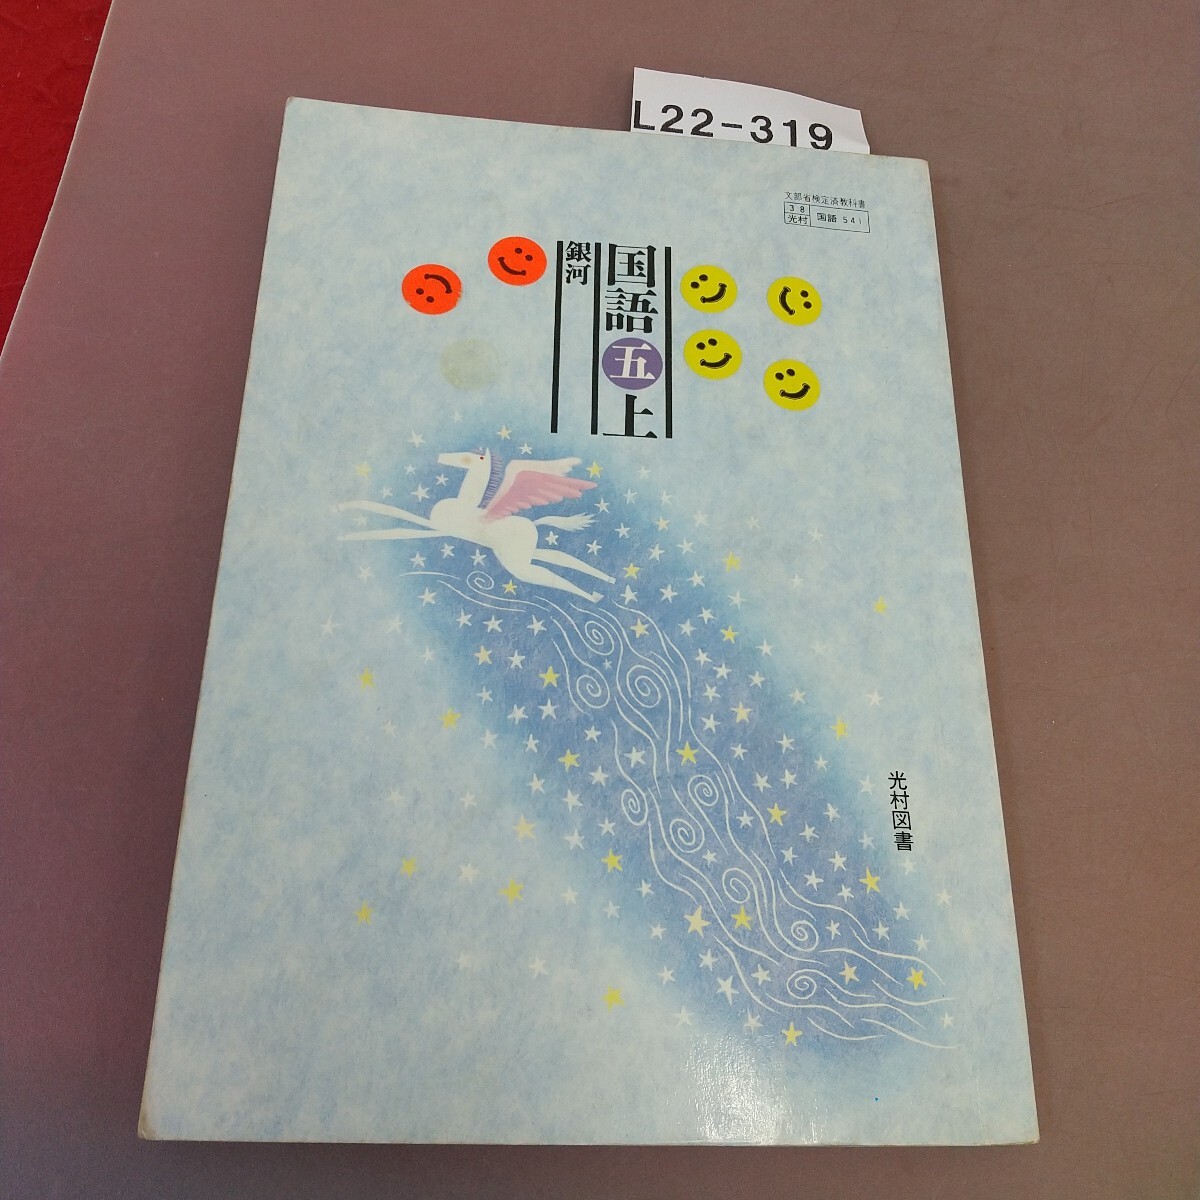 L22-319
文部省検定済教科書
38
光村
国語 541
国語 五 上
銀河
光村図書